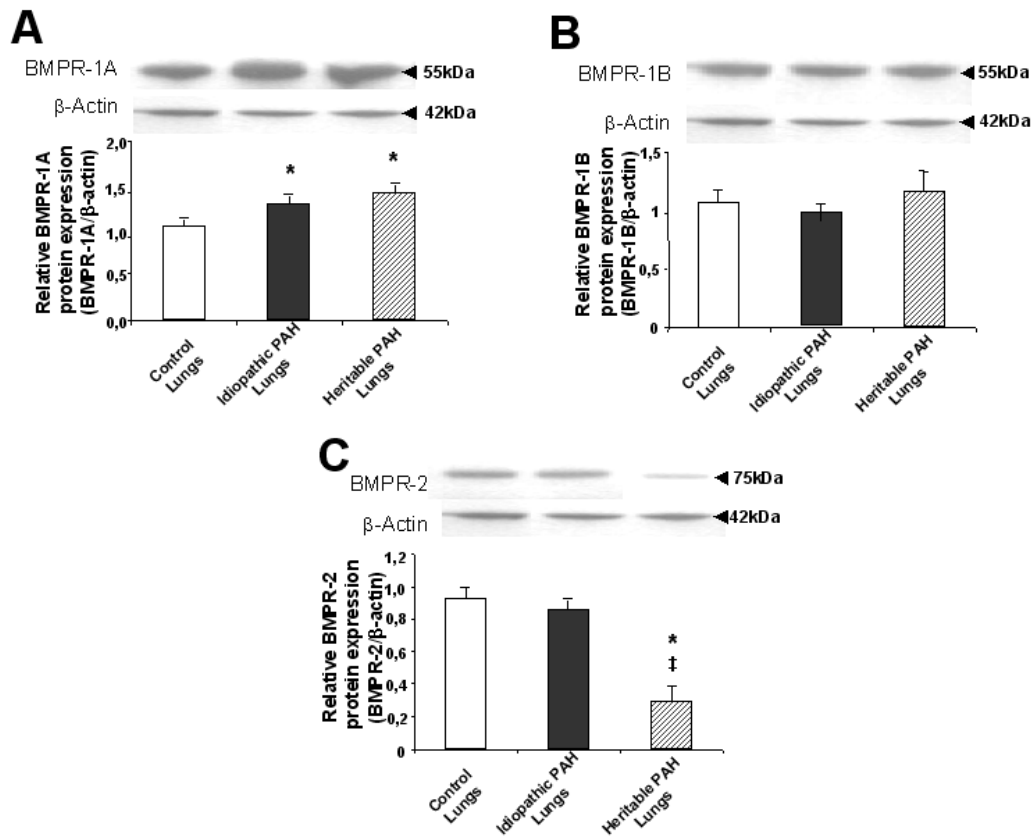 A
BMPR-1A
55kDa
β-Actin
42kDa
Relative BMPR-1A
protein expression
(BMPR-1A/β-actin)
2,0
1,5
1,0
0,5
0,0
*
*
Control
Lungs
Idiopathic PAH
Lungs
Heritable PAH
Lungs
B
BMPR-1B
55kDa
β-Actin
42kDa
Relative BMPR-1B
protein expression
(BMPR-1B/β-actin)
1,5
1
0,5
0
Control
Lungs
Idiopathic PAH
Lungs
Heritable PAH
Lungs
C
BMPR-2
75kDa
β-Actin
42kDa
Relative BMPR-2
protein expression
(BMPR-2/β-actin)
1,2
1,0
0,8
0,6
0,4
0,2
0
*
‡
Control
Lungs
Idiopathic PAH
Lungs
Heritable PAH
Lungs